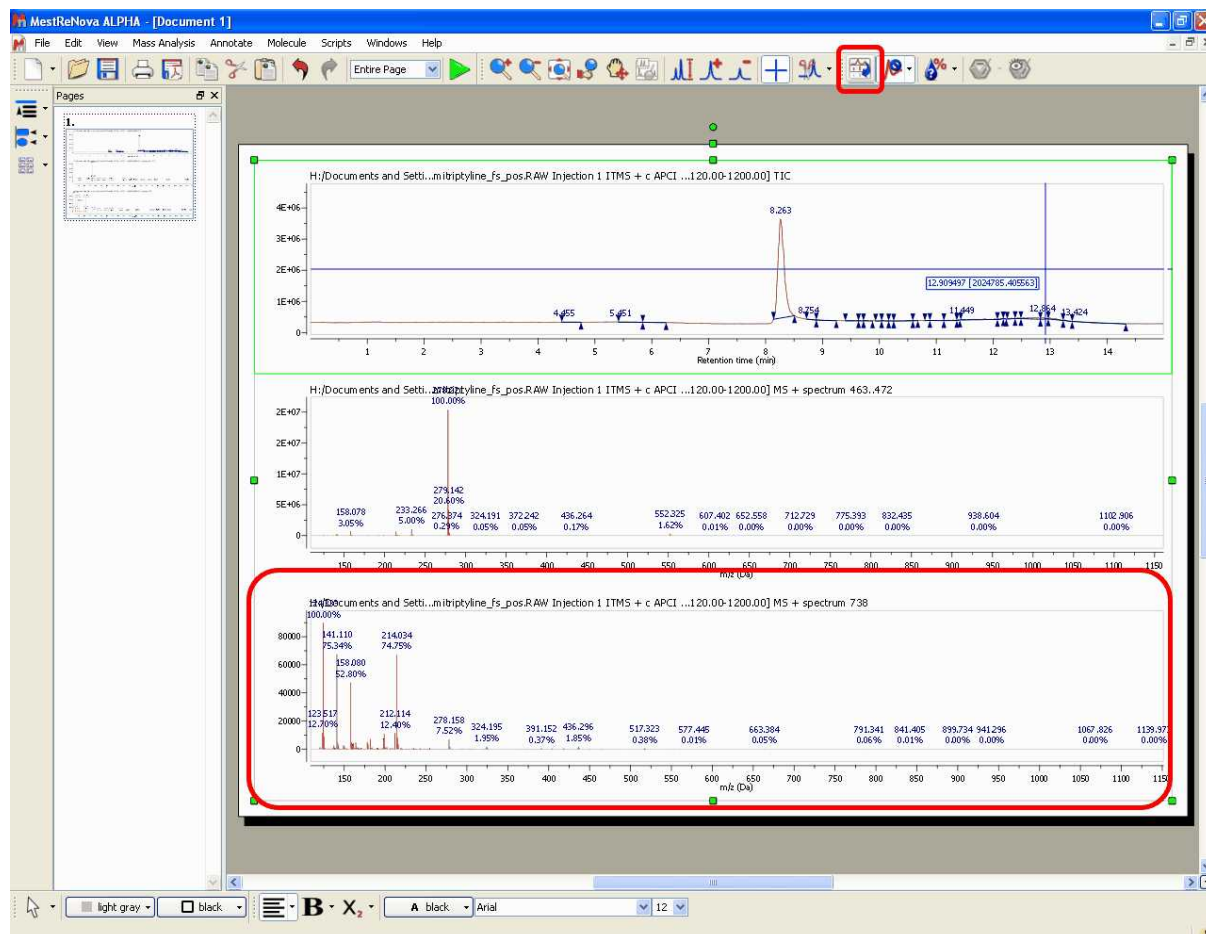 MestReNova ALPHA - [Document 1]
File Edit View Mass Analysis Annotate Molecule Scripts Windows Help
Entire Page
Pages
1.
H:/Documents and Setti...mitriptyline_fs_pos.RAW Injection 1 ITMS + c APCI ...120.00-1200.00] TIC
4E+06
3E+06
2E+06
1E+06
0
8.263
12.909497 [2024785.405563]
4.455 5.451 8.754 11.449 12.864 13.424
1 2 3 4 5 6 7 8 9 10 11 12 13 14
Retention time (min)
H:/Documents and Setti... RAW Injection 1 ITMS + c APCI ...120.00-1200.00] MS + spectrum 463..472
100.00%
2E+07
2E+07
1E+07
5E+06
0
279.142
20.60%
158.078 233.266 276.374 324.191 372.242 436.264 552.325 607.402 652.558 712.729 775.393 832.435 938.604 1102.906
3.05% 5.00% 0.29% 0.05% 0.05% 0.17% 1.62% 0.01% 0.00% 0.00% 0.00% 0.00% 0.00% 0.00%
150 200 250 300 350 400 450 500 550 600 650 700 750 800 850 900 950 1000 1050 1100 1150
m/z (Da)
and Setti...mitriptyline_fs_pos.RAW Injection 1 ITMS + c APCI ...120.00-1200.00] MS + spectrum 738
100.00%
80000
60000
40000
20000
0
141.110 214.034
75.34% 74.75%
158.080
52.80%
123.517 212.114 278.158 324.195 391.152 436.296 517.323 577.445 663.384 791.341 841.405 899.734 941.296 1067.826
12.70% 12.40% 7.52% 1.95% 0.37% 1.85% 0.38% 0.01% 0.05% 0.06% 0.01% 0.00% 0.00% 0.00% 0.00%
150 200 250 300 350 400 450 500 550 600 650 700 750 800 850 900 950 1000 1050 1100 1150
m/z (Da)
light gray black B X2 A black Arial 12